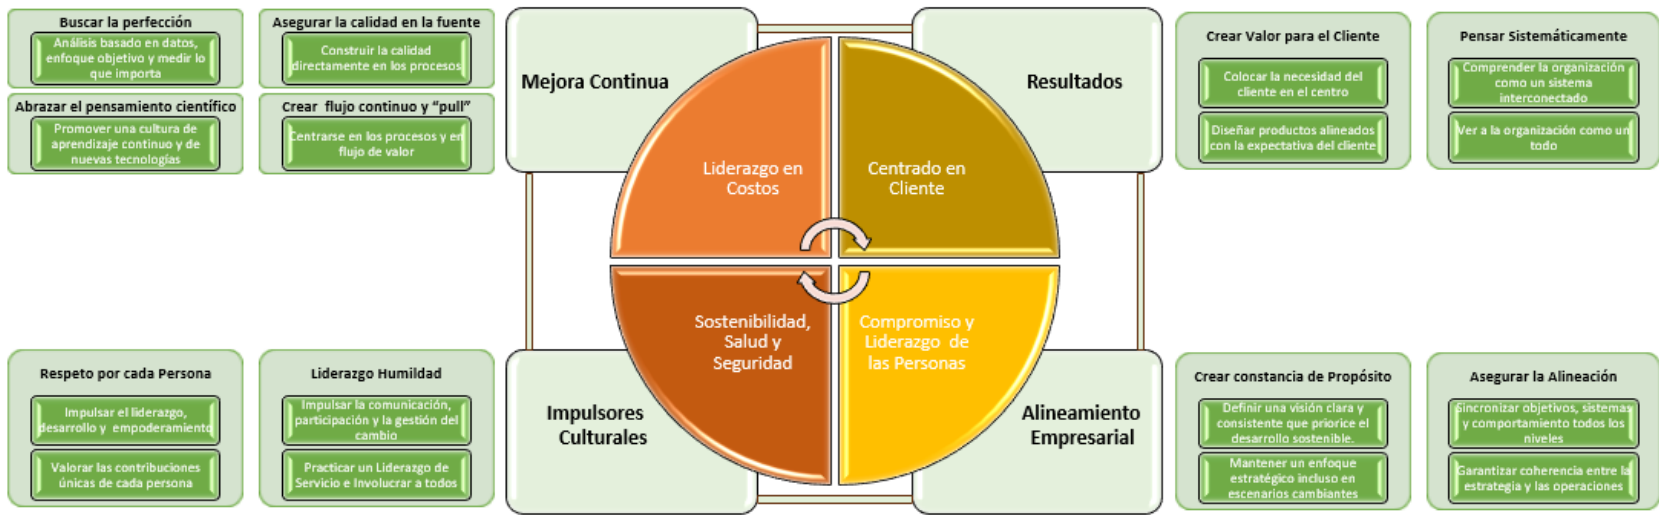 Buscar la perfección
Análisis basado en datos,
enfoque objetivo y medir lo
que importa
Asegurar la calidad en la fuente
Construir la calidad
directamente en los procesos
Abrazar el pensamiento científico
Promover una cultura de
aprendizaje continuo y de
nuevas tecnologías
Crear flujo continuo y “pull”
Centrarse en los procesos y en
flujo de valor
Mejora Continua
Resultados
Liderazgo en
Costos
Centrado en
Cliente
Crear Valor para el Cliente
Colocar la necesidad del
cliente en el centro
Diseñar productos alineados
con la expectativa del cliente
Pensar Sistemáticamente
Comprender la organización
como un sistema
interconectado
Ver a la organización como un
todo
Respeto por cada Persona
Impulsar el liderazgo,
desarrollo y empoderamiento
Valorar las contribuciones
únicas de cada persona
Liderazgo Humildad
Impulsar la comunicación,
participación y la gestión del
cambio
Practicar un Liderazgo de
Servicio e Involucrar a todos
Sostenibilidad,
Salud y
Seguridad
Compromiso y
Liderazgo de
las Personas
Impulsores
Culturales
Alineamiento
Empresarial
Crear constancia de Propósito
Definir una visión clara y
consistente que priorice el
desarrollo sostenible.
Mantener un enfoque
estratégico incluso en
escenarios cambiantes
Asegurar la Alineación
Sincronizar objetivos, sistemas
y comportamiento todos los
niveles
Garantizar coherencia entre la
estrategia y las operaciones